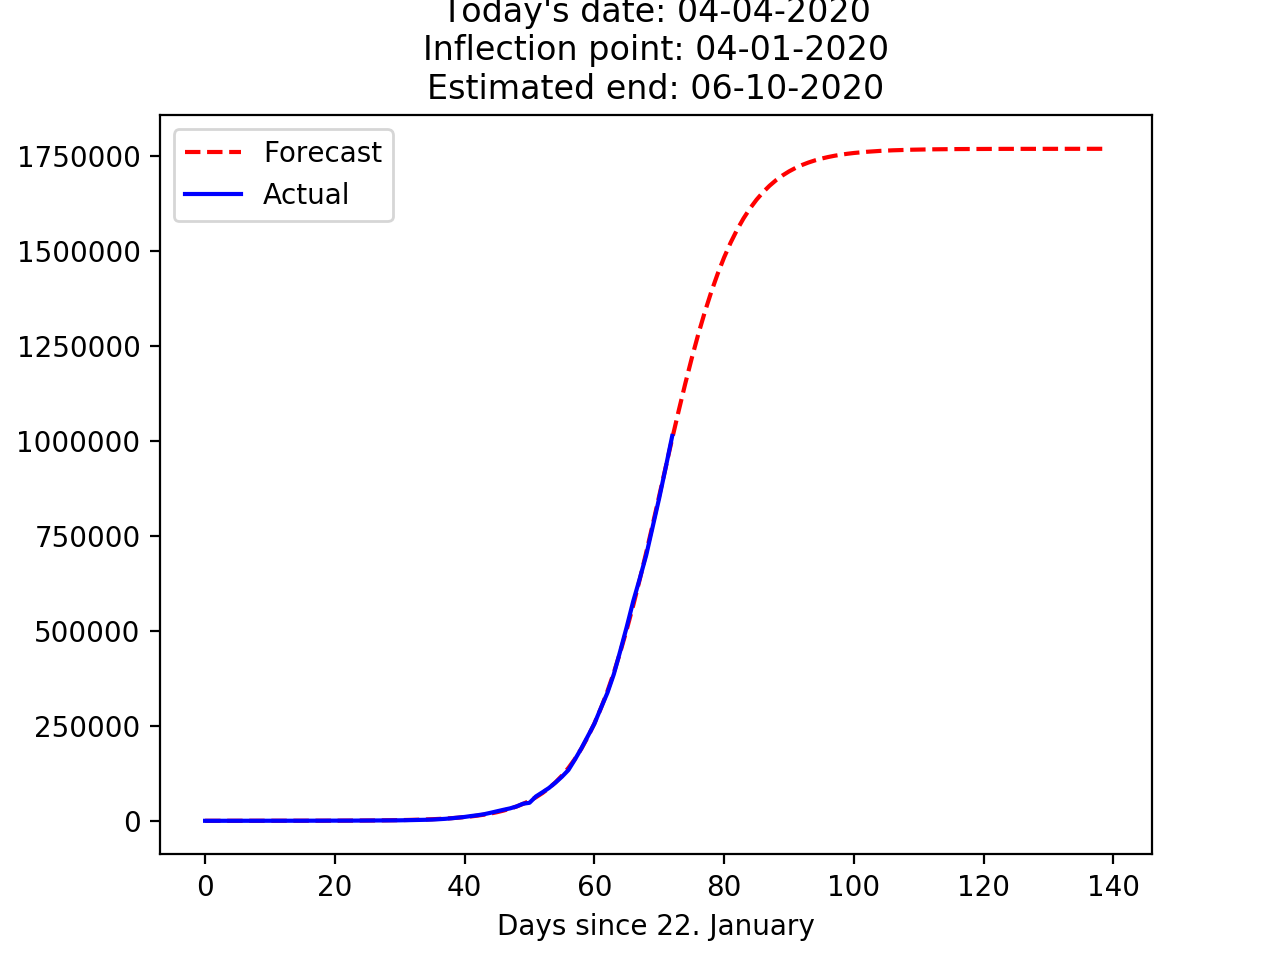 Today's date: 04-04-2020
Inflection point: 04-01-2020
Estimated end: 06-10-2020
Forecast
Actual
1750000
1500000
1250000
1000000
750000
500000
250000
0
0 20 40 60 80 100 120 140
Days since 22. January